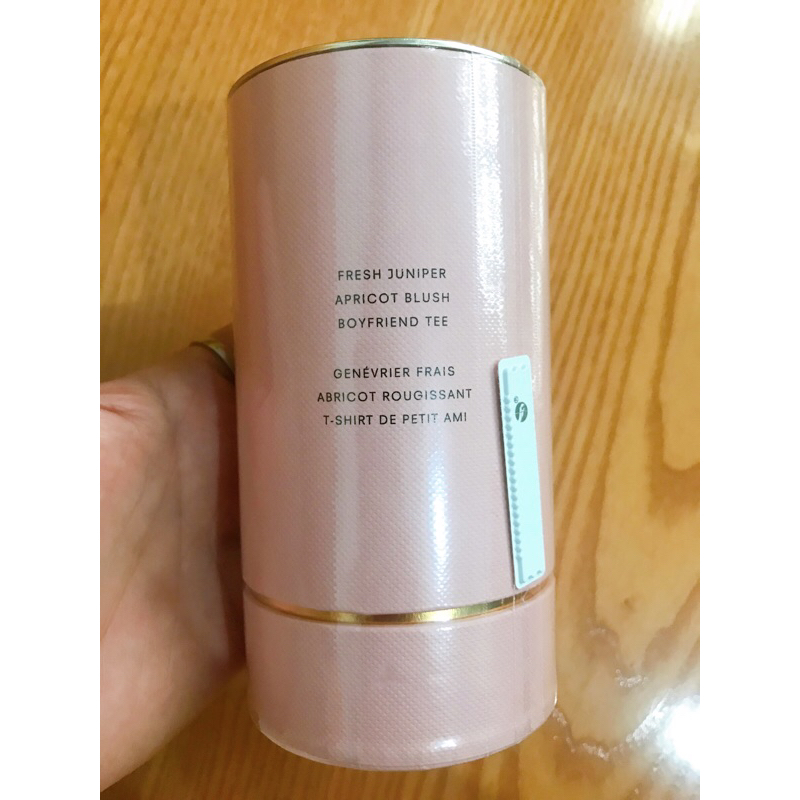 FRESH JUNIPER
APRICOT BLUSH
BOYFRIEND TEE
GENÉVRIER FRAIS
ABRICOT ROUGISSANT
T-SHIRT DE PETIT AMI